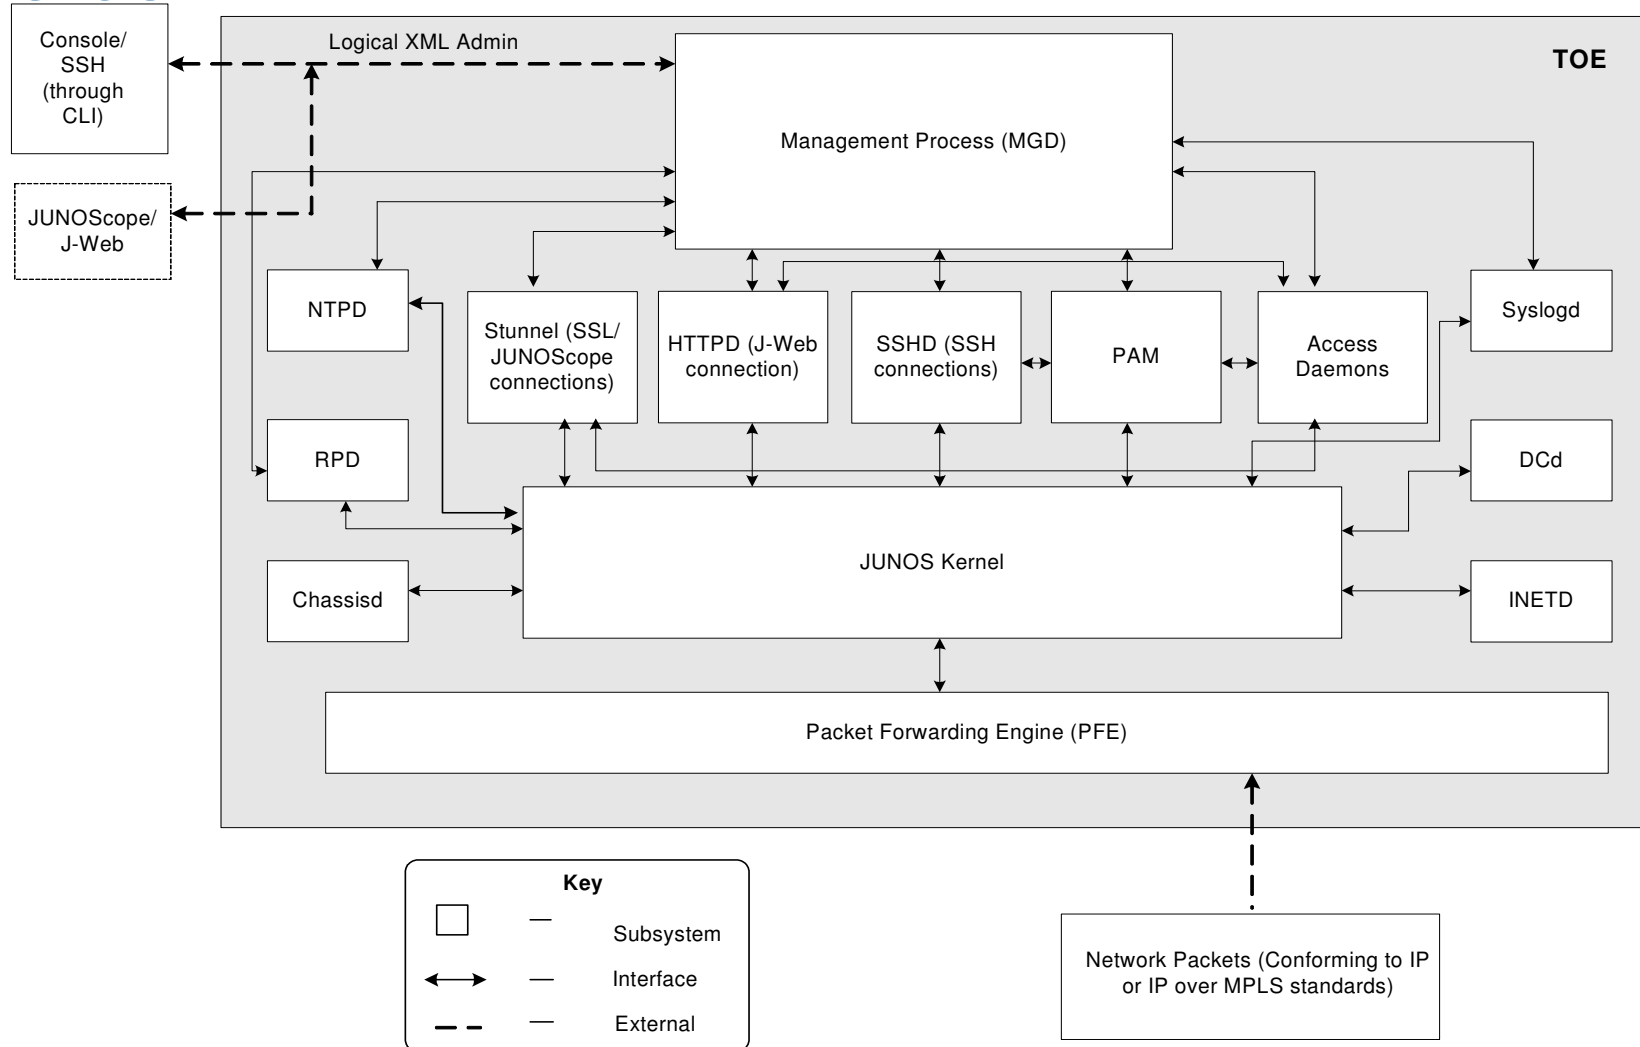 Console/
SSH
(through
CLI)
Logical XML Admin
TOE
Management Process (MGD)
JUNOScope/
J-Web
NTPD
Stunnel (SSL/
JUNOScope
connections)
HTTPD (J-Web
connection)
SSHD (SSH
connections)
PAM
Access
Daemons
Syslogd
RPD
DCd
JUNOS Kernel
Chassisd
INETD
Packet Forwarding Engine (PFE)
Key
— Subsystem
— Interface
— External
Network Packets (Conforming to IP
or IP over MPLS standards)